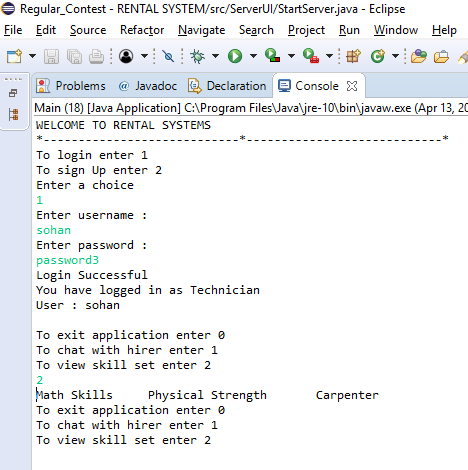 Regular_Contest - RENTAL SYSTEM/src/ServerUI/StartServer.java - Eclipse
File Edit Source Refactor Navigate Search Project Run Window Help
Problems @ Javadoc Declaration Console
Main (18) [Java Application] C:\Program Files\Java\jre-10\bin\javaw.exe (Apr 13, 20
WELCOME TO RENTAL SYSTEMS
*----------------------------*----------------------------*
To login enter 1
To sign Up enter 2
Enter a choice
1
Enter username :
sohan
Enter password :
password3
Login Successful
You have logged in as Technician
User : sohan
To exit application enter 0
To chat with hirer enter 1
To view skill set enter 2
2
Math Skills Physical Strength Carpenter
To exit application enter 0
To chat with hirer enter 1
To view skill set enter 2